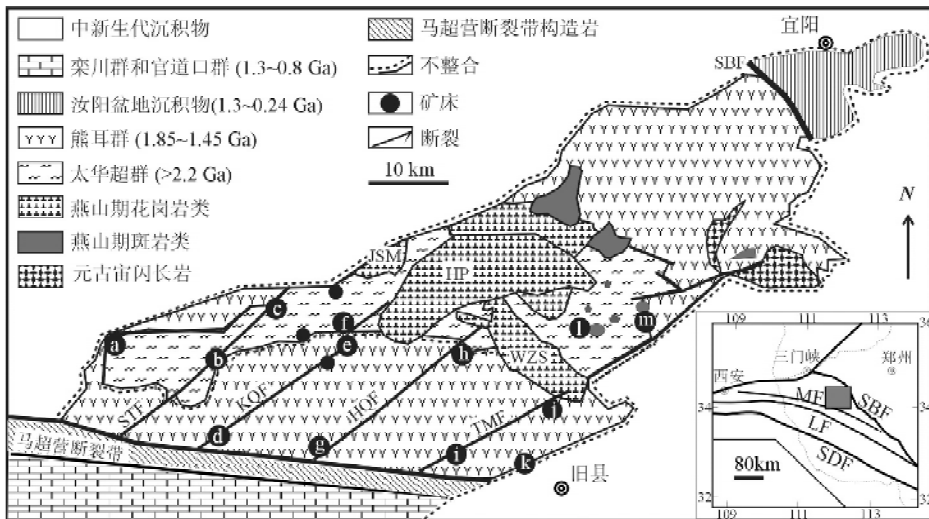 中新生代沉积物
栾川群和官道口群 (1.3~0.8 Ga)
汝阳盆地沉积物(1.3~0.24 Ga)
熊耳群 (1.85~1.45 Ga)
太华超群 (>2.2 Ga)
燕山期花岗岩类
燕山期斑岩类
元古宙闪长岩
马超营断裂带构造岩
不整合
矿床
断裂
10 km
宜阳
SBF
N
JSM
HP
WZS
a
b
c
f
e
h
l
m
d
g
i
j
k
STF
KQF
HQF
TMF
马超营断裂带
旧县
109
111
113
36
三门峡
郑州
西安
34
34
MF
SBF
LF
SDF
80km
32
32
109
111
113